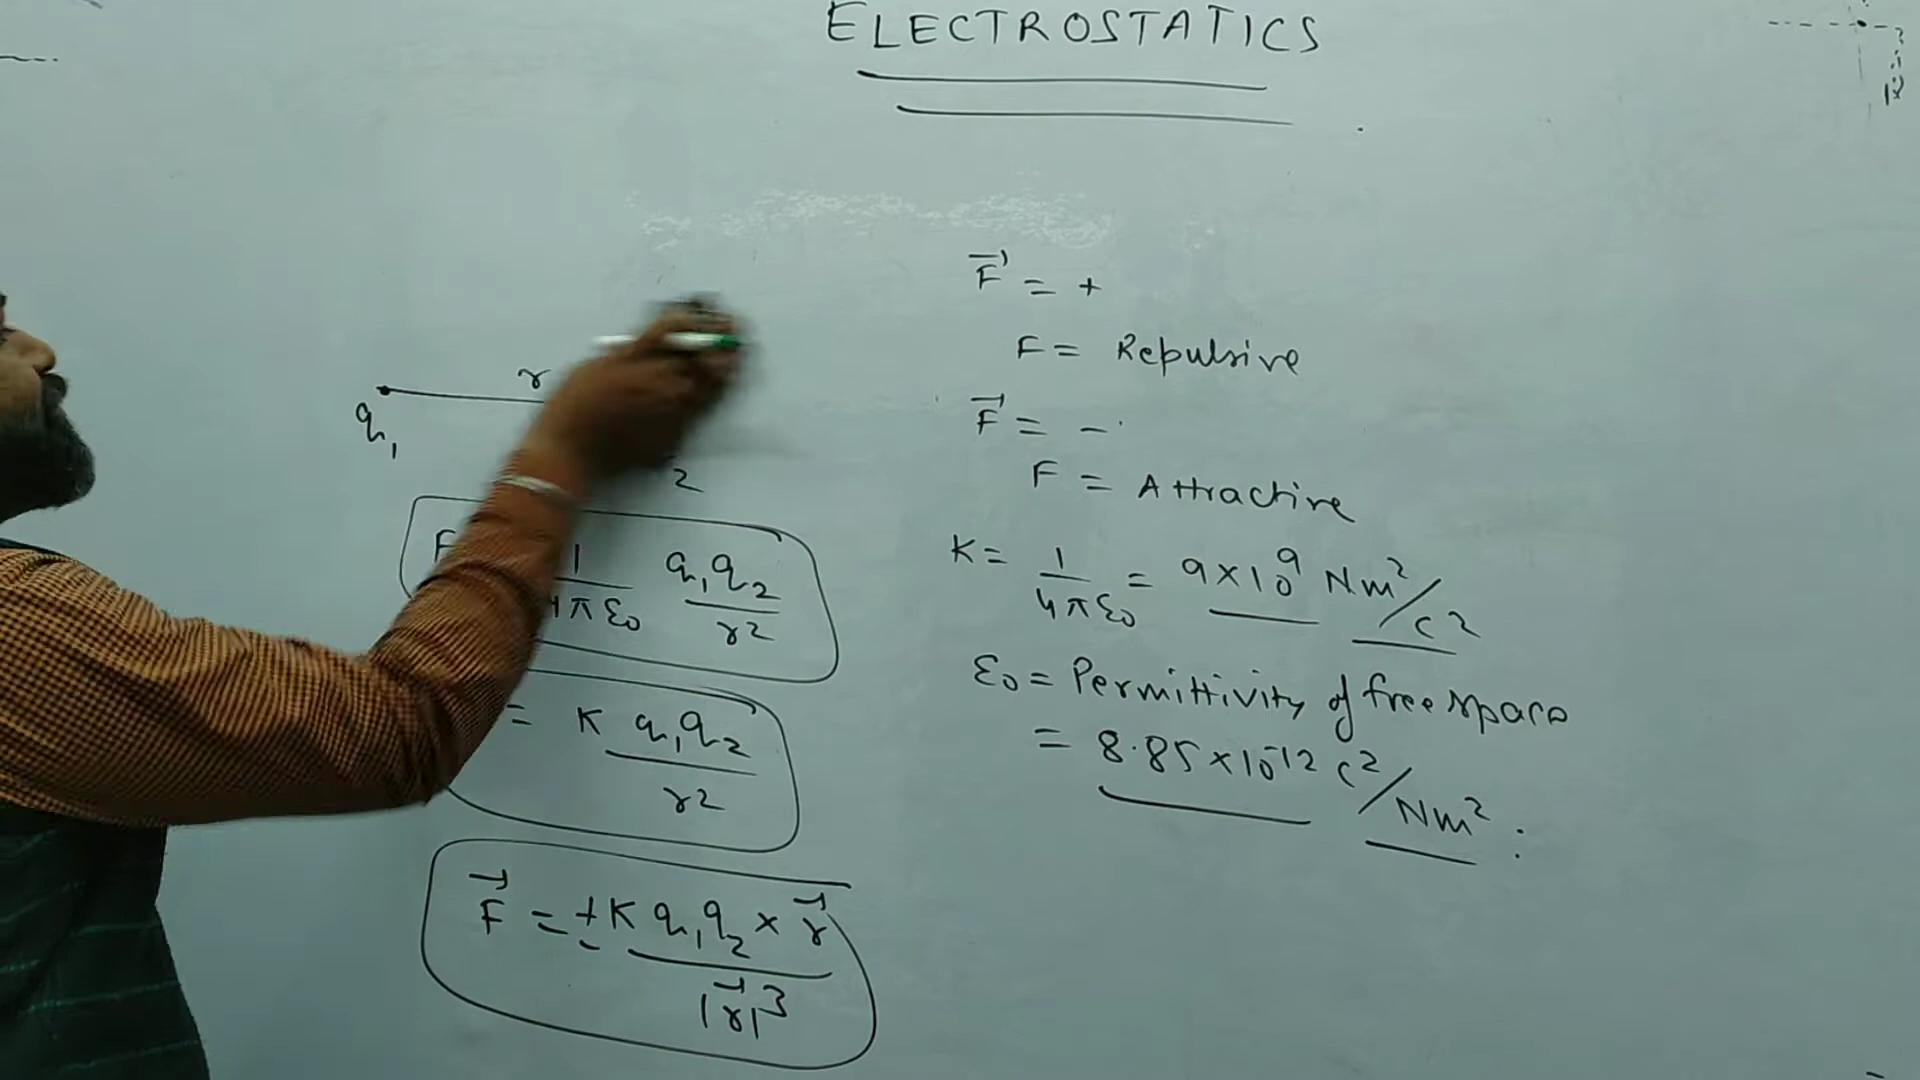 ELECTROSTATICS
r
q₁
2
F 1/4πε₀ q₁q₂/r²
= K q₁q₂/r²
F⃗ = ±K q₁q₂ × r⃗/|r⃗|³
F⃗ = +
F = Repulsive
F⃗ = -
F = Attractive
K = 1/4πε₀ = 9×10⁹ Nm²/C²
ε₀ = Permittivity of free space
= 8.85×10⁻¹² C²/Nm²